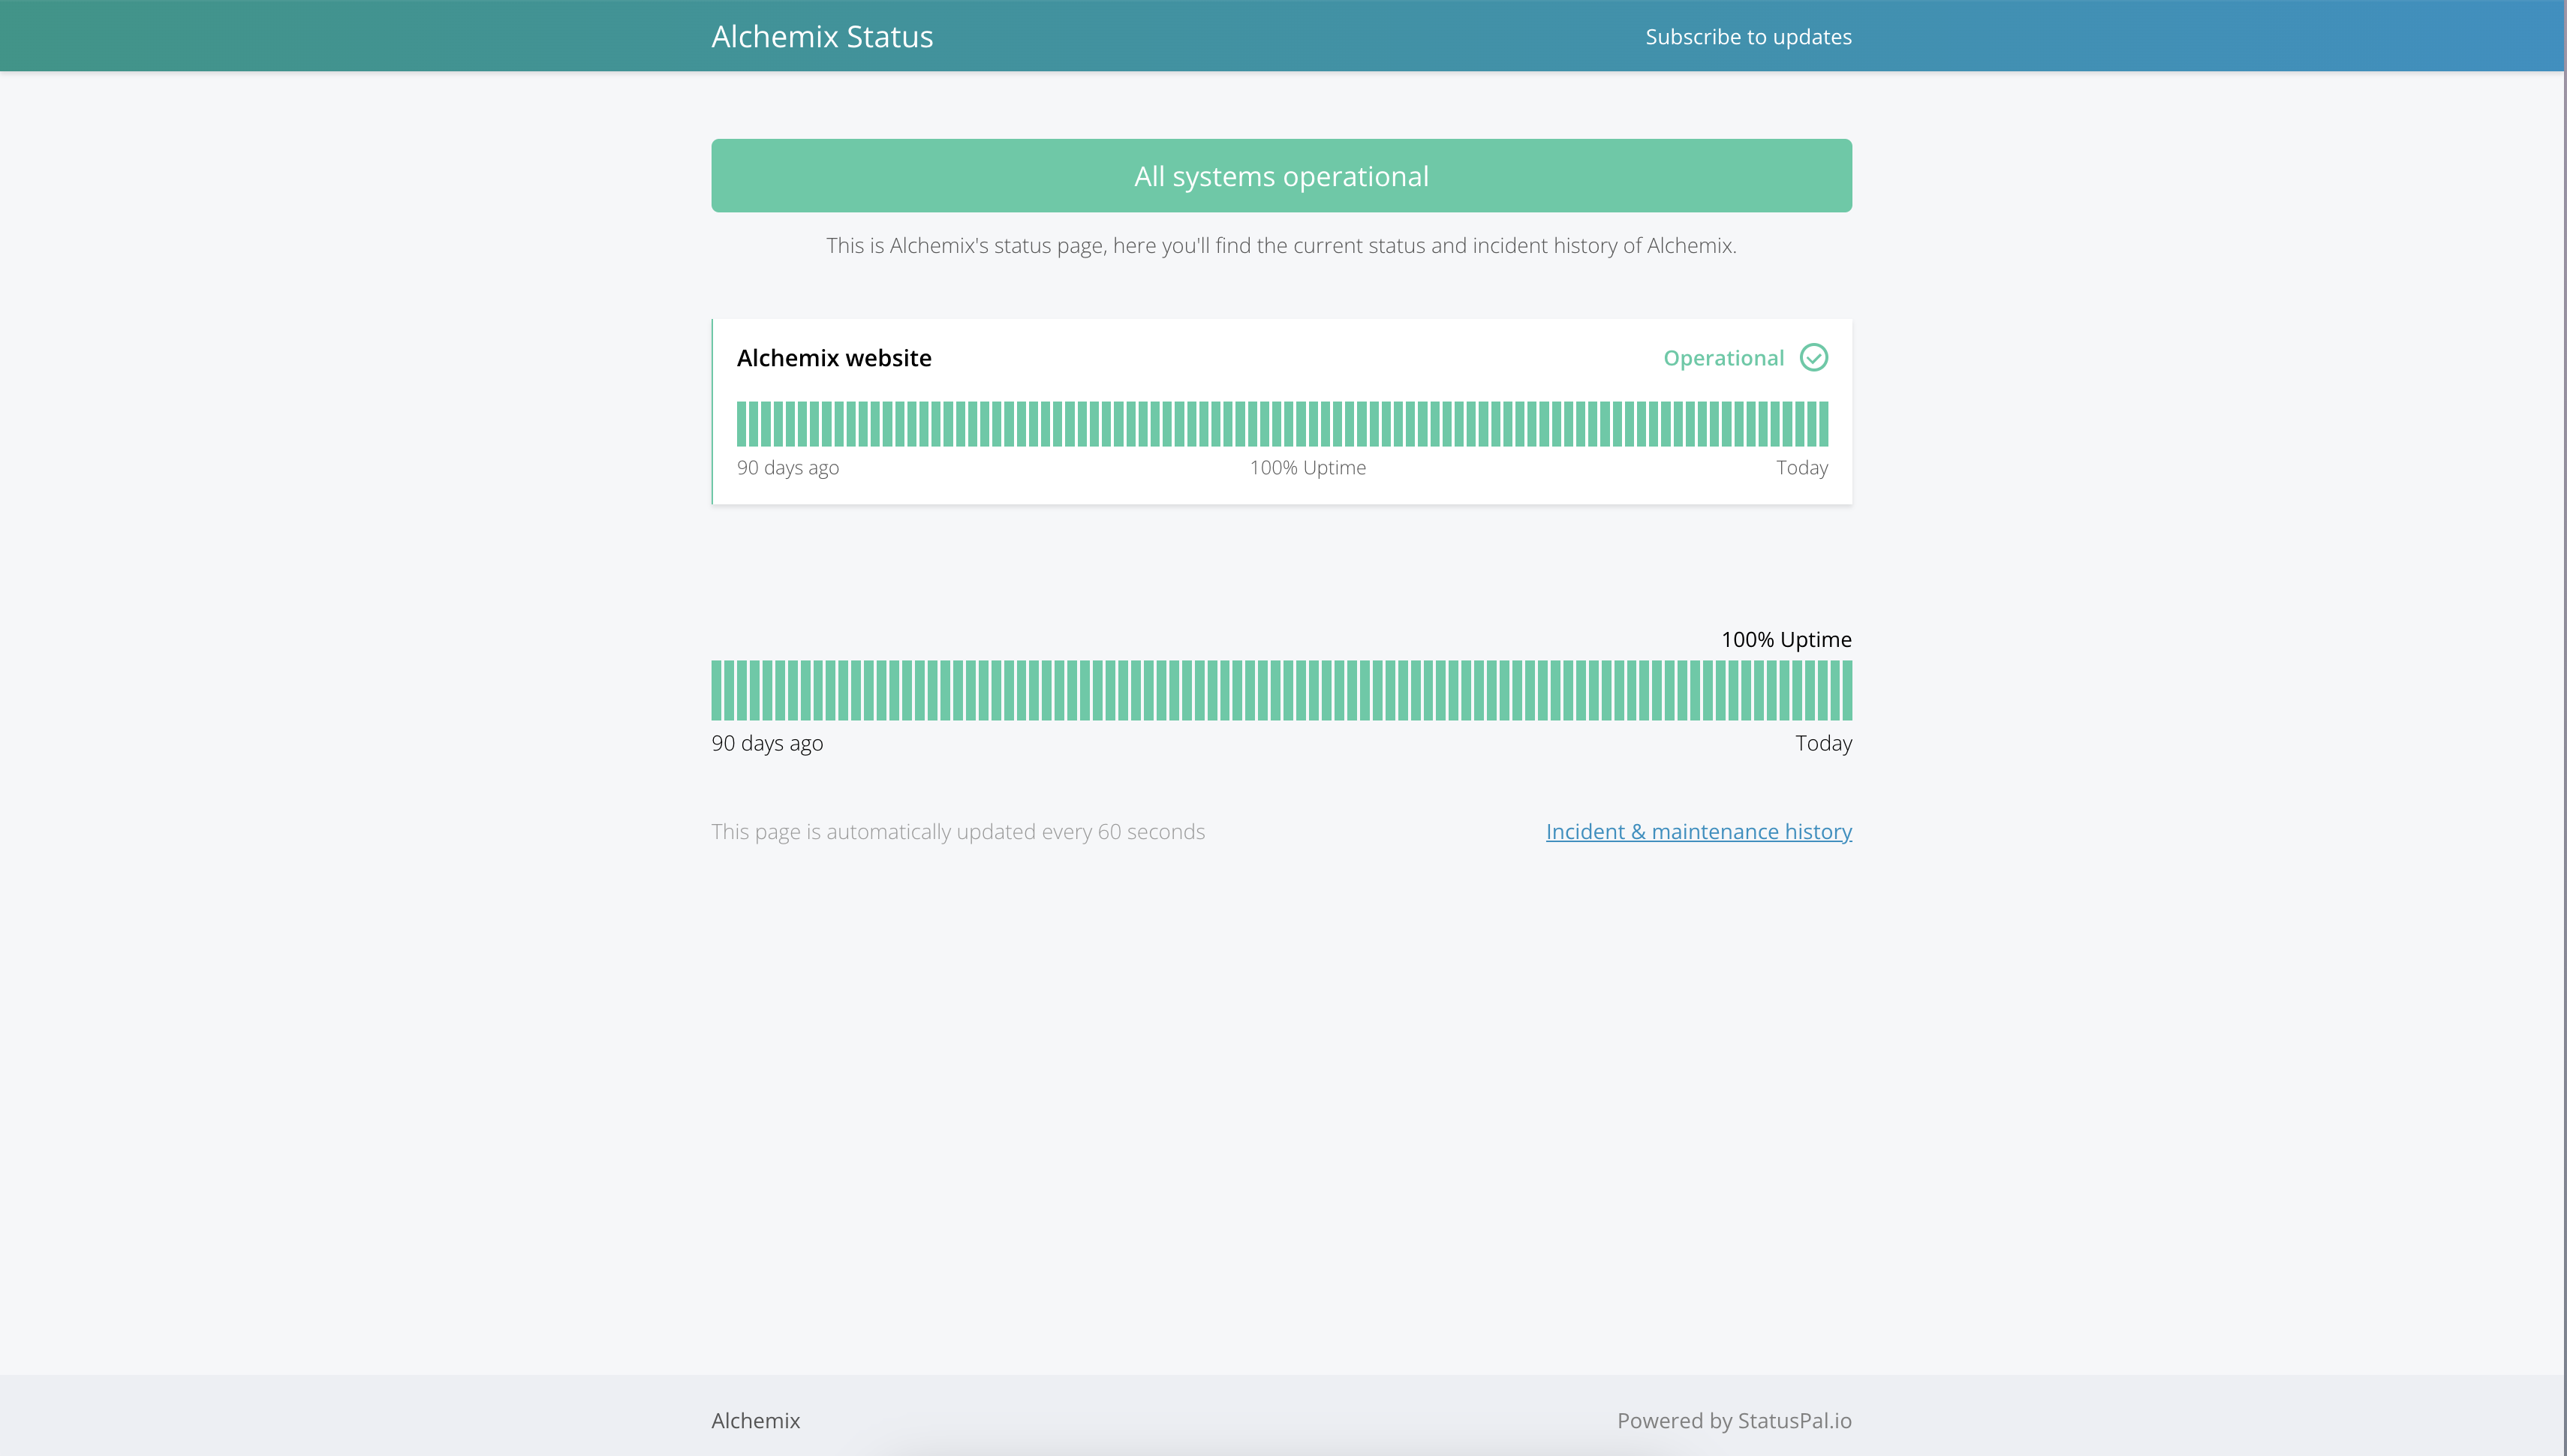 Alchemix Status
Subscribe to updates
All systems operational
This is Alchemix's status page, here you'll find the current status and incident history of Alchemix.
Alchemix website
Operational
90 days ago
100% Uptime
Today
100% Uptime
90 days ago
Today
This page is automatically updated every 60 seconds
Incident & maintenance history
Alchemix
Powered by StatusPal.io